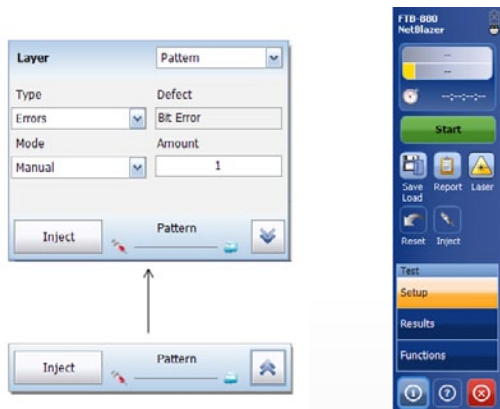 Layer
Pattern
Type
Defect
Errors
Bit Error
Mode
Amount
Manual
1
Inject
Pattern
Inject
Pattern
FTB-880
NetBlazer
--
--
--:--:--
Start
Save
Load
Report
Laser
Reset
Inject
Test
Setup
Results
Functions